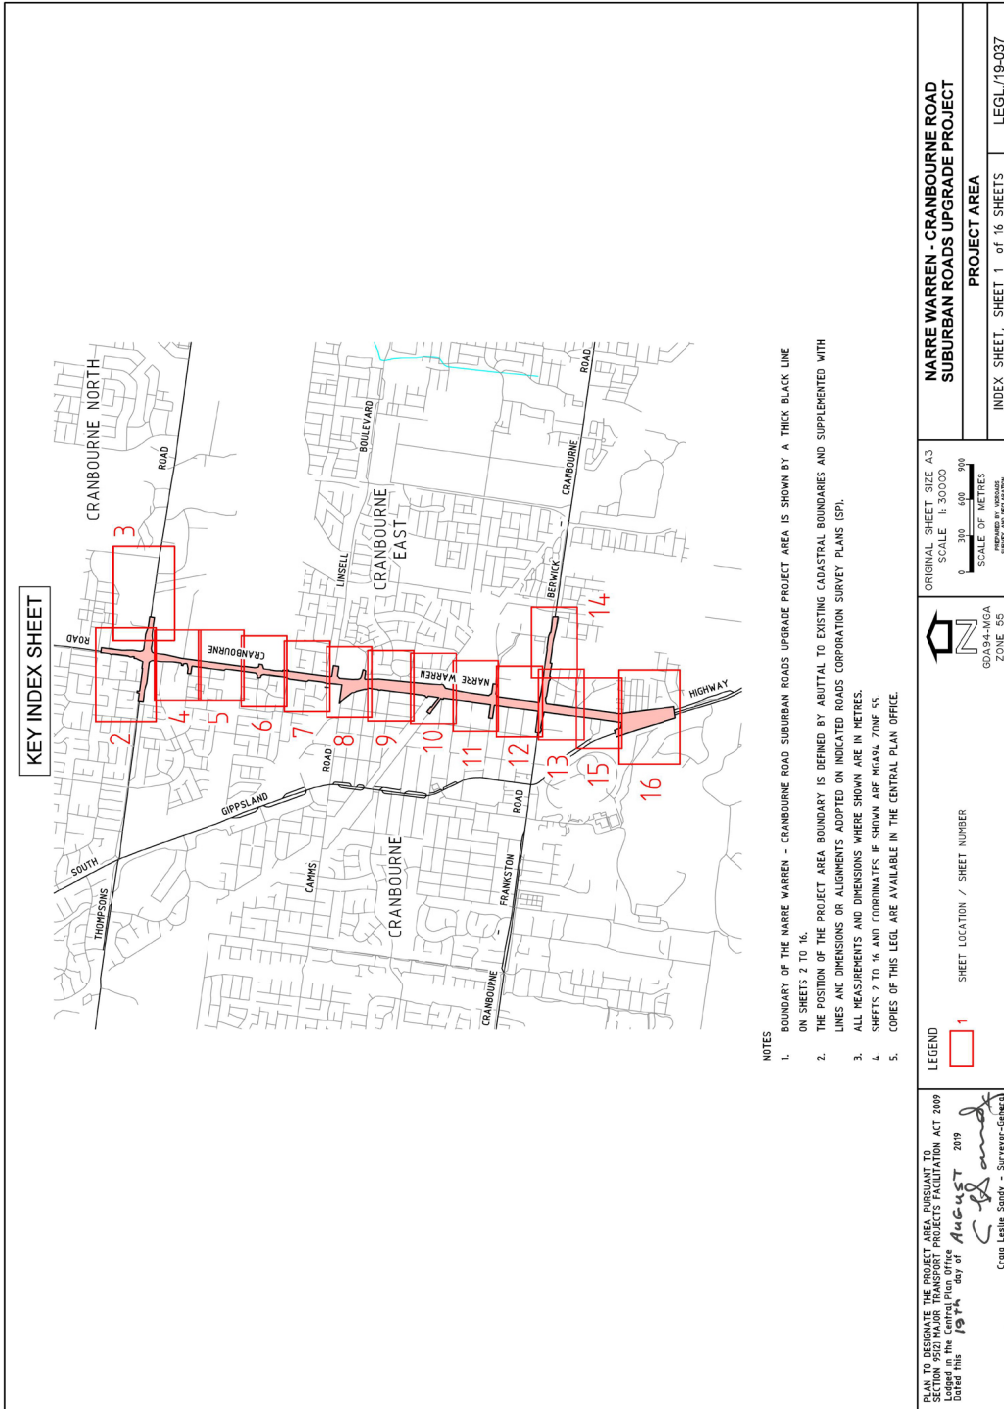 KEY INDEX SHEET
CRANBOURNE NORTH
ROAD
ROAD
3
2
4
5
6
7
8
9
10
11
12
13
14
15
16
CRANBOURNE
NARRE WARREN
LINSELL
BOULEVARD
CRANBOURNE
EAST
ROAD
CRANBOURNE
-
BERWICK
HIGHWAY
THOMPSONS
SOUTH
GIPPSLAND
ROAD
CAMMS
CRANBOURNE
ROAD
FRANKSTON
-
CRANBOURNE
NOTES
1. BOUNDARY OF THE NARRE WARREN - CRANBOURNE ROAD SUBURBAN ROADS UPGRADE PROJECT AREA IS SHOWN BY A THICK BLACK LINE
ON SHEETS 2 TO 16.
2. THE POSITION OF THE PROJECT AREA BOUNDARY IS DEFINED BY ABUTTAL TO EXISTING CADASTRAL BOUNDARIES AND SUPPLEMENTED WITH
LINES AND DIMENSIONS OR ALIGNMENTS ADOPTED ON INDICATED ROADS CORPORATION SURVEY PLANS (SP).
3. ALL MEASUREMENTS AND DIMENSIONS WHERE SHOWN ARE IN METRES.
4 SHEETS 2 TO 16 AND COORDINATES IF SHOWN ARE MGA94 ZONE 55
5. COPIES OF THIS LEGL ARE AVAILABLE IN THE CENTRAL PLAN OFFICE.
PLAN TO DESIGNATE THE PROJECT AREA PURSUANT TO
SECTION 95(2) MAJOR TRANSPORT PROJECTS FACILITATION ACT 2009
Lodged in the Central Plan Office
Dated this 19th day of AUGUST 2019
Craig Leslie Sandy - Surveyor-General
LEGEND
1
SHEET LOCATION / SHEET NUMBER
N
GDA94-MGA
ZONE 55
ORIGINAL SHEET SIZE A3
SCALE 1: 30000
0 300 600 900
SCALE OF METRES
PREPARED BY VICROADS
NARRE WARREN - CRANBOURNE ROAD
SUBURBAN ROADS UPGRADE PROJECT
PROJECT AREA
INDEX SHEET, SHEET 1 of 16 SHEETS
LEGL./19-037